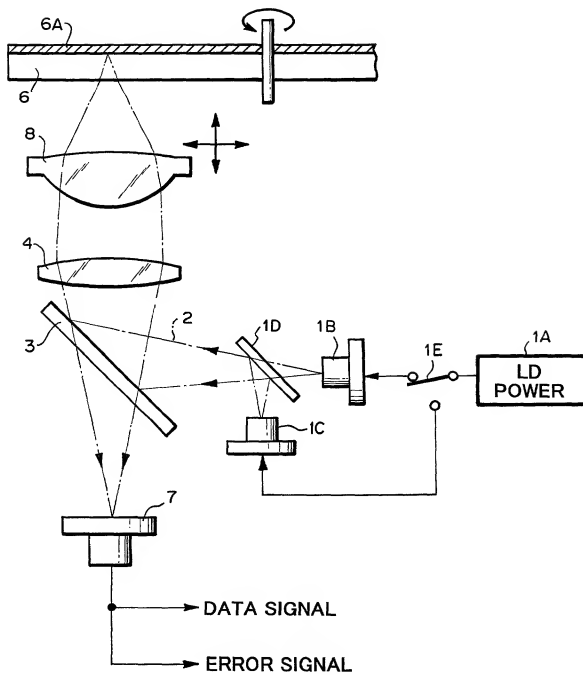 6A
6
8
4
2
3
1D
1B
1E
1A
LD
POWER
1C
7
DATA SIGNAL
ERROR SIGNAL